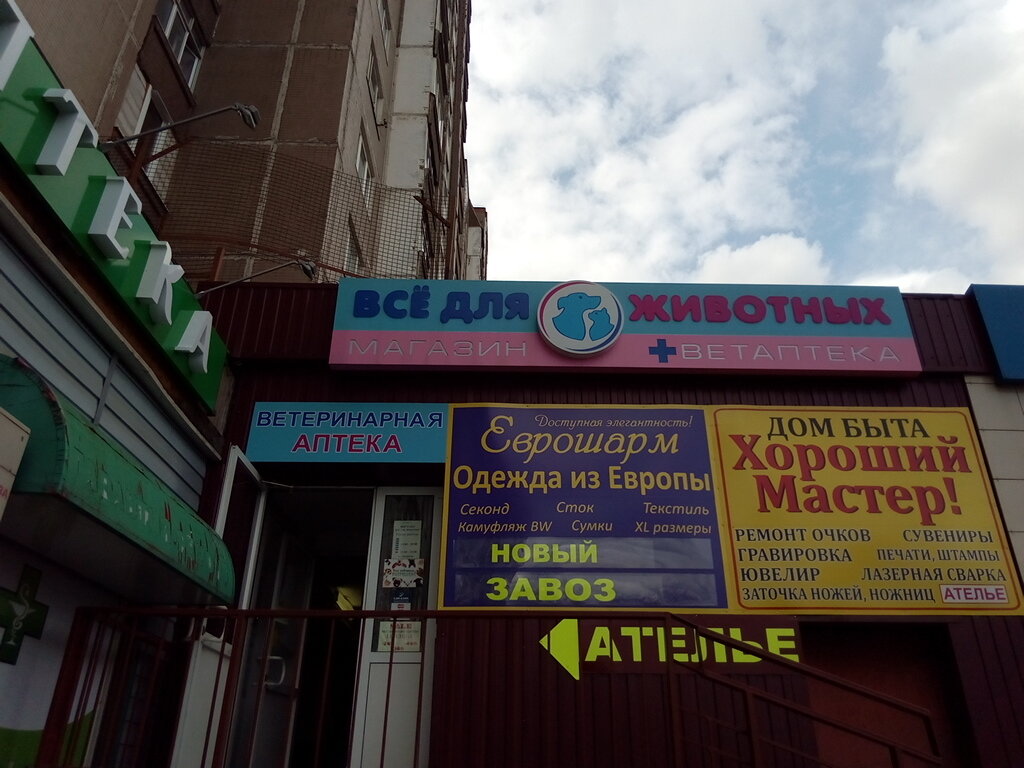 ТЕКА
ВСЁ ДЛЯ ЖИВОТНЫХ
МАГАЗИН + ВЕТАПТЕКА
ВЕТЕРИНАРНАЯ
АПТЕКА
Доступная элегантность!
Еврошарм
Одежда из Европы
Секонд Сток Текстиль
Камуфляж BW Сумки XL размеры
НОВЫЙ
ЗАВОЗ
ДОМ БЫТА
Хороший
Мастер!
РЕМОНТ ОЧКОВ СУВЕНИРЫ
ГРАВИРОВКА ПЕЧАТИ, ШТАМПЫ
ЮВЕЛИР ЛАЗЕРНАЯ СВАРКА
ЗАТОЧКА НОЖЕЙ, НОЖНИЦ АТЕЛЬЕ
АТЕЛЬЕ
SALE